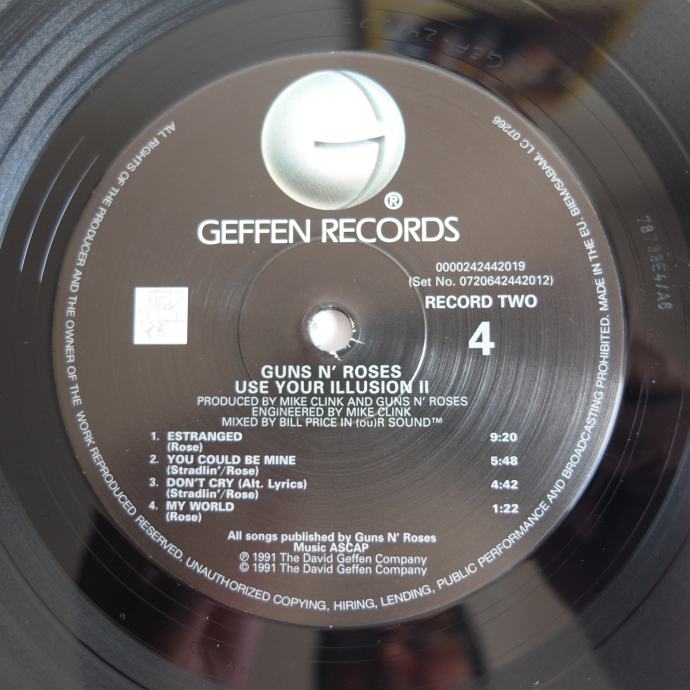 GEFFEN RECORDS
®
0000242442019
(Set No. 0720642442012)
RECORD TWO
4
GUNS N' ROSES
USE YOUR ILLUSION II
PRODUCED BY MIKE CLINK AND GUNS N' ROSES
ENGINEERED BY MIKE CLINK
MIXED BY BILL PRICE IN (ou)R SOUND™
1. ESTRANGED 9:20
(Rose)
2. YOU COULD BE MINE 5:48
(Stradlin'/Rose)
3. DON'T CRY (Alt. Lyrics) 4:42
(Stradlin'/Rose)
4. MY WORLD 1:22
(Rose)
All songs published by Guns N' Roses
Music ASCAP
℗ 1991 The David Geffen Company
© 1991 The David Geffen Company
ALL RIGHTS OF THE PRODUCER AND THE OWNER OF THE WORK REPRODUCED RESERVED. UNAUTHORIZED COPYING, HIRING, LENDING, PUBLIC PERFORMANCE AND BROADCASTING PROHIBITED. MADE IN THE EU. BIEM/SABAM. LC 07266